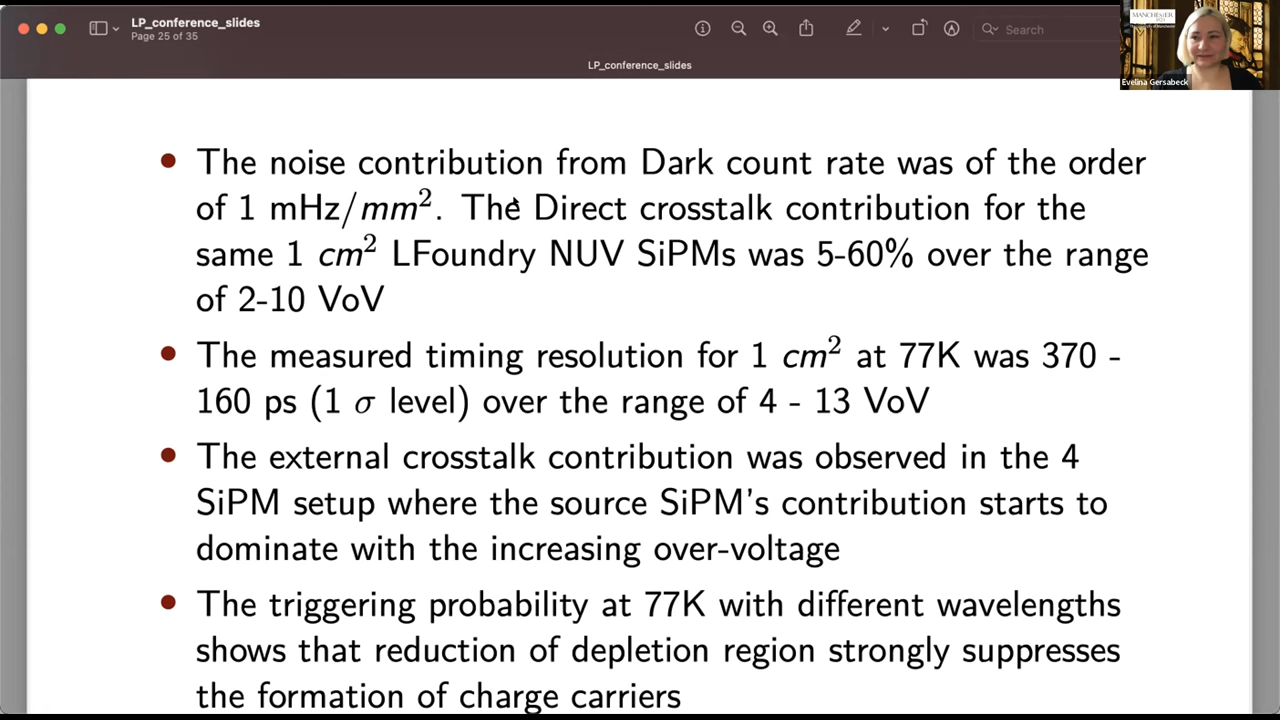 LP_conference_slides
Page 25 of 35
Search
LP_conference_slides
MANCHESTER
Evelina Gersabeck
• The noise contribution from Dark count rate was of the order
of 1 mHz/mm². The Direct crosstalk contribution for the
same 1 cm² LFoundry NUV SiPMs was 5-60% over the range
of 2-10 VoV
• The measured timing resolution for 1 cm² at 77K was 370 -
160 ps (1 σ level) over the range of 4 - 13 VoV
• The external crosstalk contribution was observed in the 4
SiPM setup where the source SiPM's contribution starts to
dominate with the increasing over-voltage
• The triggering probability at 77K with different wavelengths
shows that reduction of depletion region strongly suppresses
the formation of charge carriers